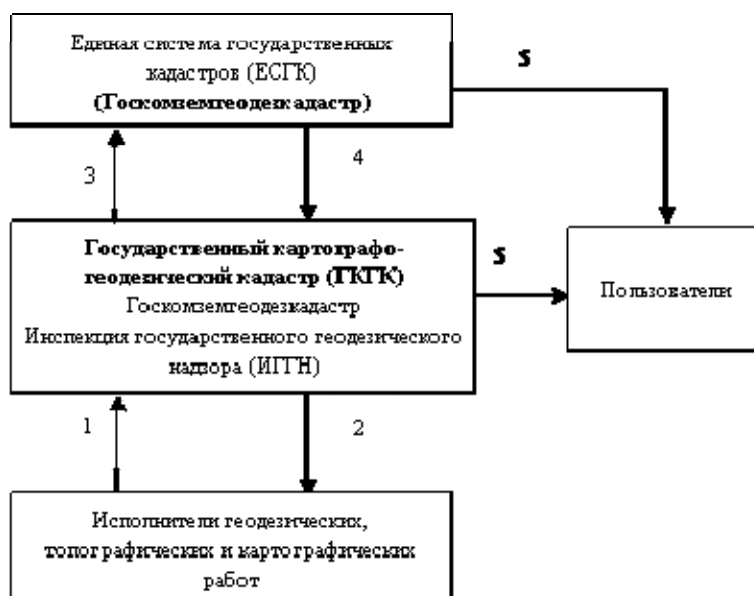 Единая система государственных
кадастров (ЕСГК)
(Госкомземгеодезкадастр)
5
3
4
Государственный картографо-
геодезический кадастр (ГКГК)
Госкомземгеодезкадастр
Инспекция государственного геодезического
надзора (ИГГН)
5
Пользователи
1
2
Исполнители геодезических,
топографических и картографических
работ